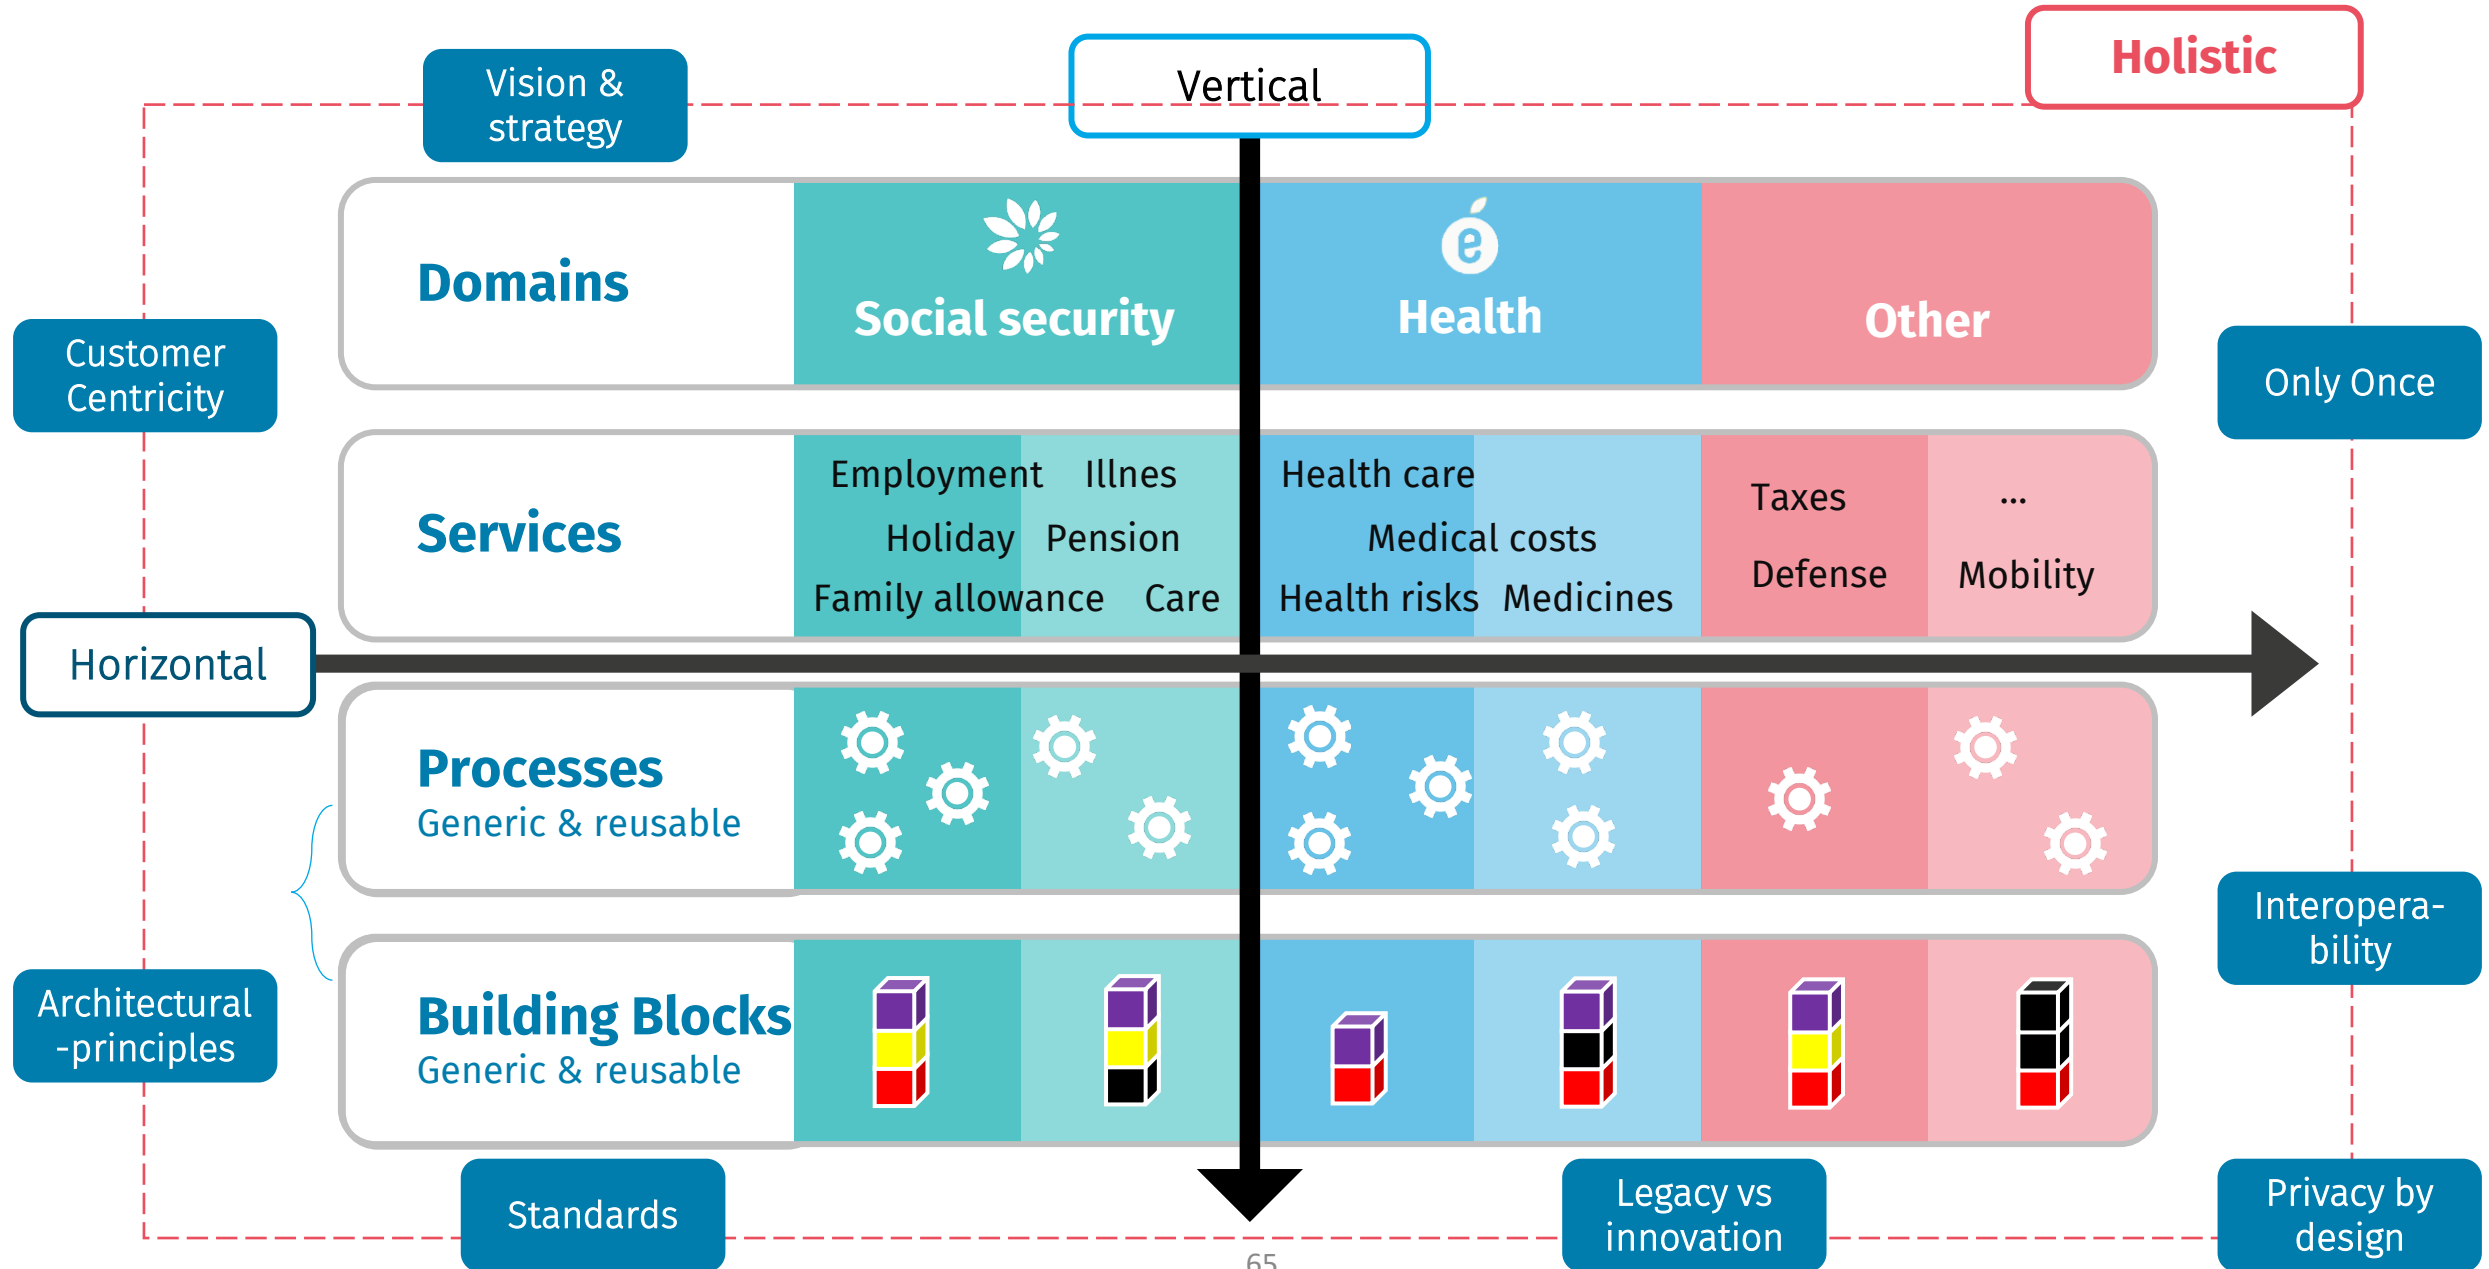 Holistic
Vertical
Vision &
strategy
Domains
Social security
Health
Other
Customer
Centricity
Only Once
Services
Employment
Illnes
Holiday
Pension
Family allowance
Care
Health care
Medical costs
Health risks
Medicines
Taxes
...
Defense
Mobility
Horizontal
Processes
Generic & reusable
Interopera-
bility
Building Blocks
Generic & reusable
Architectural
-principles
Standards
Legacy vs
innovation
Privacy by
design
65